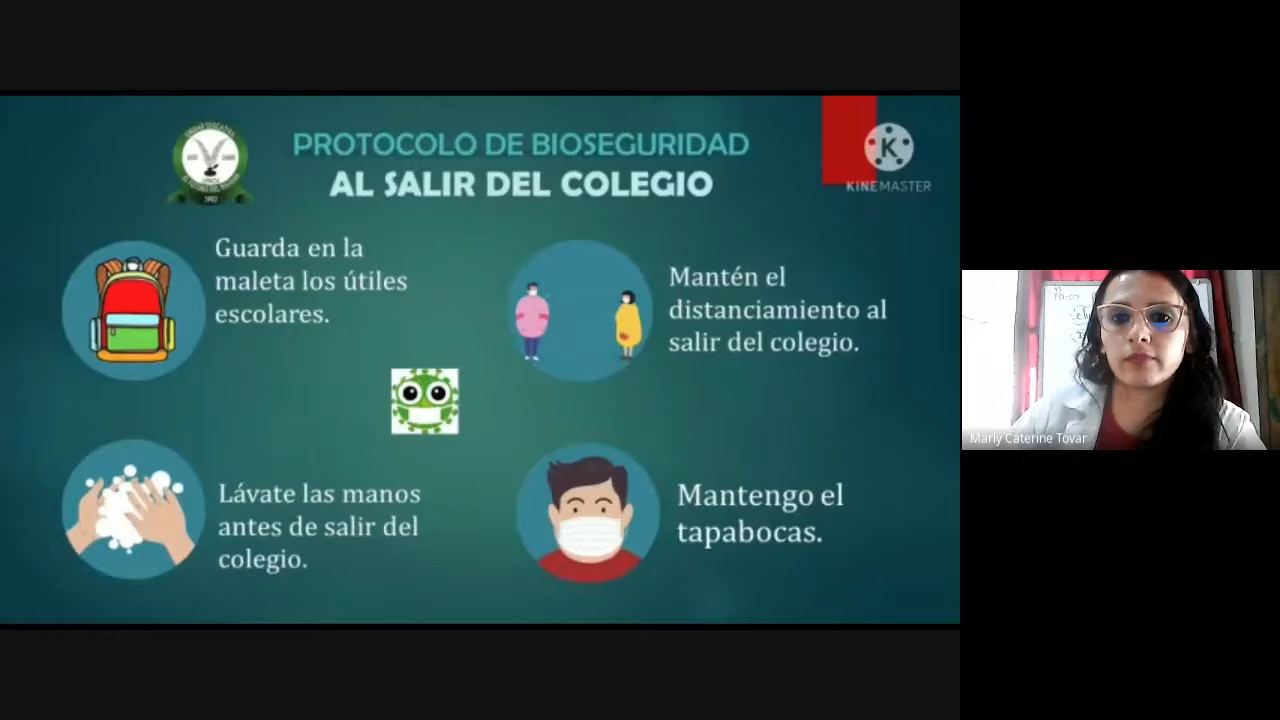 PROTOCOLO DE BIOSEGURIDAD
AL SALIR DEL COLEGIO
K
KINEMASTER
Guarda en la
maleta los útiles
escolares.
Mantén el
distanciamiento al
salir del colegio.
Lávate las manos
antes de salir del
colegio.
Mantengo el
tapabocas.
Marly Caterine Tovar